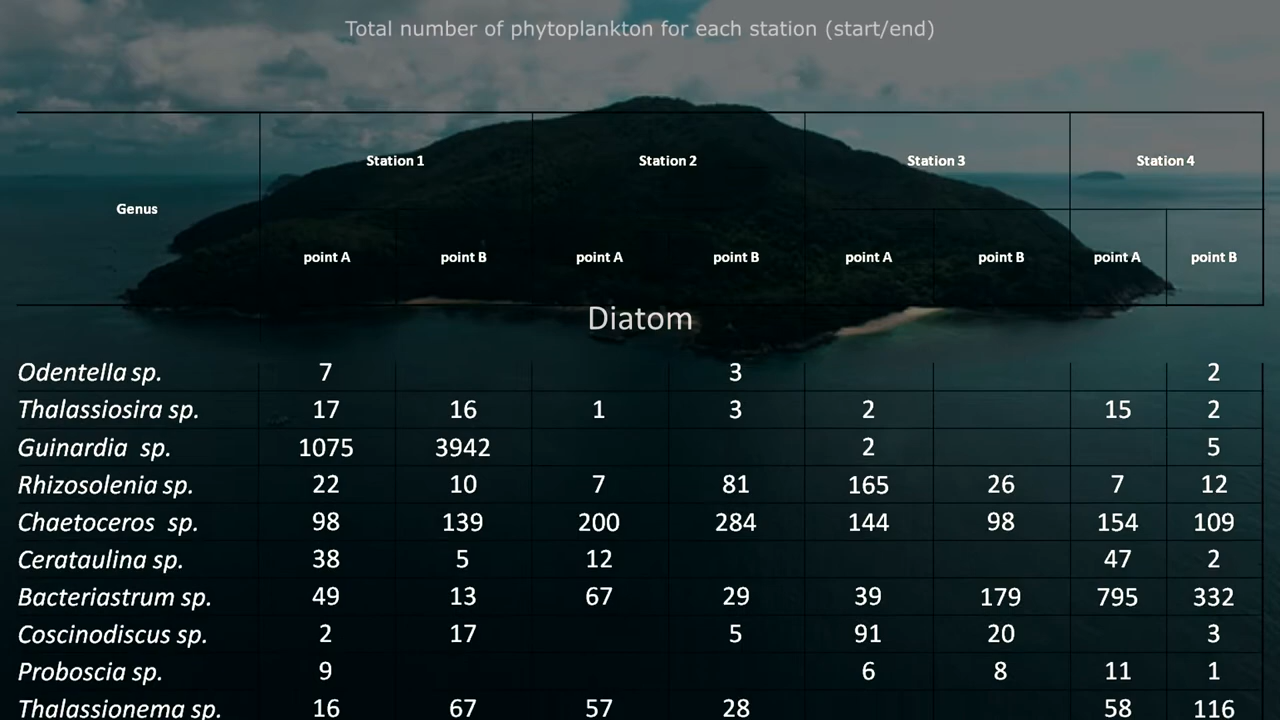 Total number of phytoplankton for each station (start/end)
Genus Station 1 Station 2 Station 3 Station 4
point A point B point A point B point A point B point A point B
Diatom
Odentella sp. 7 3 2
Thalassiosira sp. 17 16 1 3 2 15 2
Guinardia sp. 1075 3942 2 5
Rhizosolenia sp. 22 10 7 81 165 26 7 12
Chaetoceros sp. 98 139 200 284 144 98 154 109
Cerataulina sp. 38 5 12 47 2
Bacteriastrum sp. 49 13 67 29 39 179 795 332
Coscinodiscus sp. 2 17 5 91 20 3
Proboscia sp. 9 6 8 11 1
Thalassionema sp. 16 67 57 28 58 116